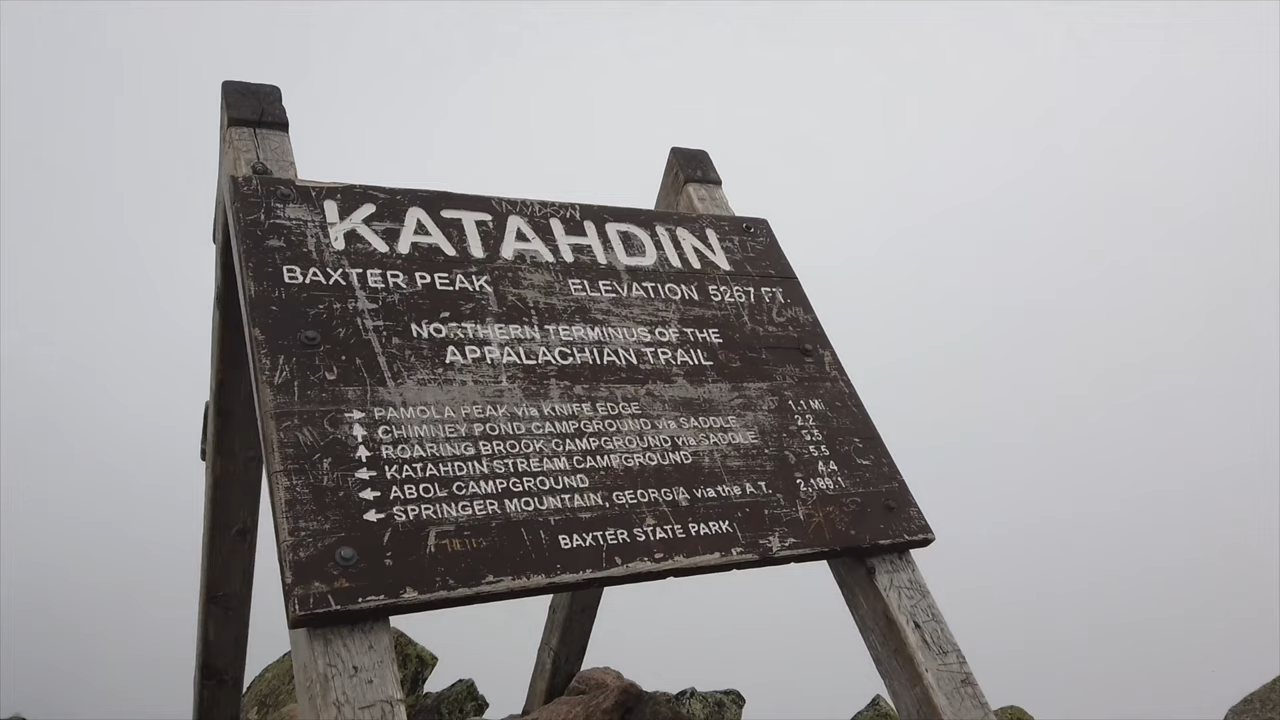 KATAHDIN
BAXTER PEAK ELEVATION 5267 FT.
NORTHERN TERMINUS OF THE
APPALACHIAN TRAIL
→ PAMOLA PEAK via KNIFE EDGE 1.1 Mi.
↑ CHIMNEY POND CAMPGROUND via SADDLE 2.2
↑ ROARING BROOK CAMPGROUND via SADDLE 5.5
← KATAHDIN STREAM CAMPGROUND 5.5
← ABOL CAMPGROUND 4.4
← SPRINGER MOUNTAIN, GEORGIA via the A.T. 2,189.1
BAXTER STATE PARK